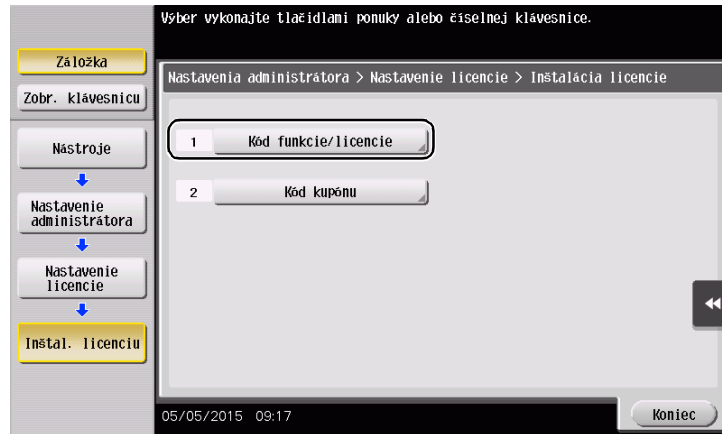 Výber vykonajte tlačidlami ponuky alebo číselnej klávesnice.
Záložka
Zobr. klávesnicu
Nástroje
Nastavenie
administrátora
Nastavenie
licencie
Inštal. licenciu
Nastavenia administrátora > Nastavenie licencie > Inštalácia licencie
1 Kód funkcie/licencie
2 Kód kupónu
05/05/2015 09:17
Koniec